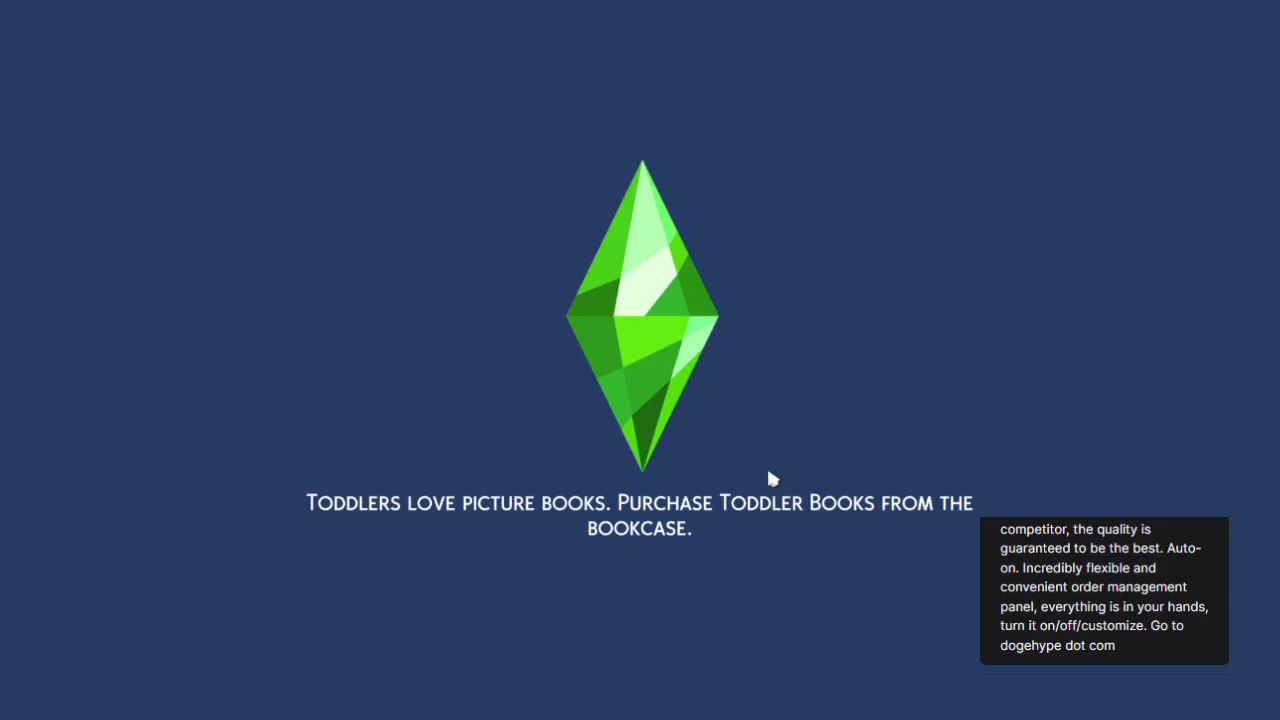 Toddlers love picture books. Purchase Toddler Books from the
bookcase.
competitor, the quality is
guaranteed to be the best. Auto-
on. Incredibly flexible and
convenient order management
panel, everything is in your hands,
turn it on/off/customize. Go to
dogehype dot com